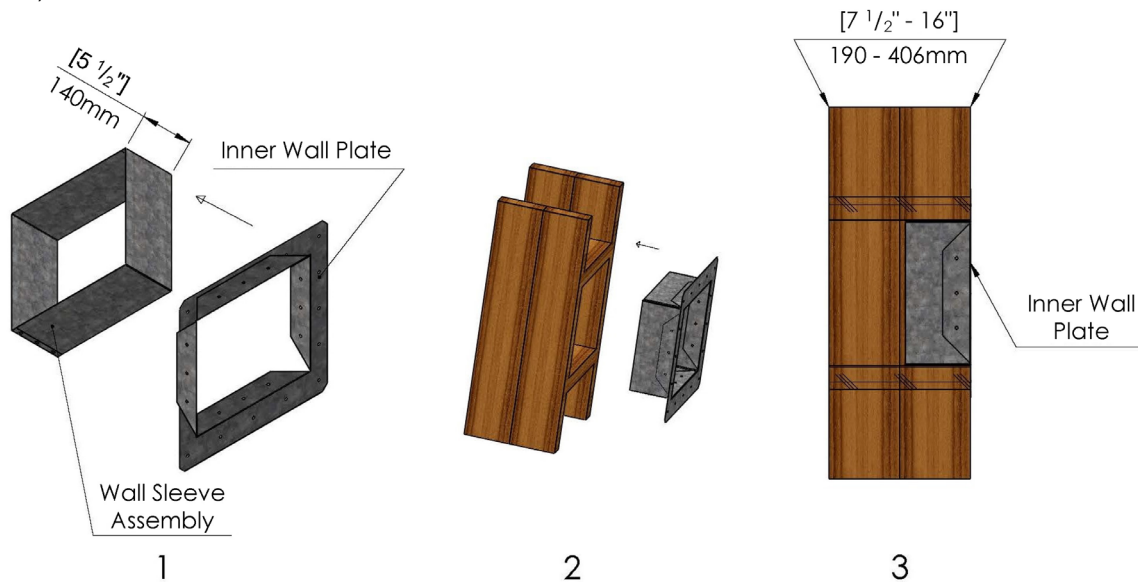 [5 1/2"]
140mm
Inner Wall Plate
Wall Sleeve
Assembly
1
2
[7 1/2" - 16"]
190 - 406mm
Inner Wall
Plate
3